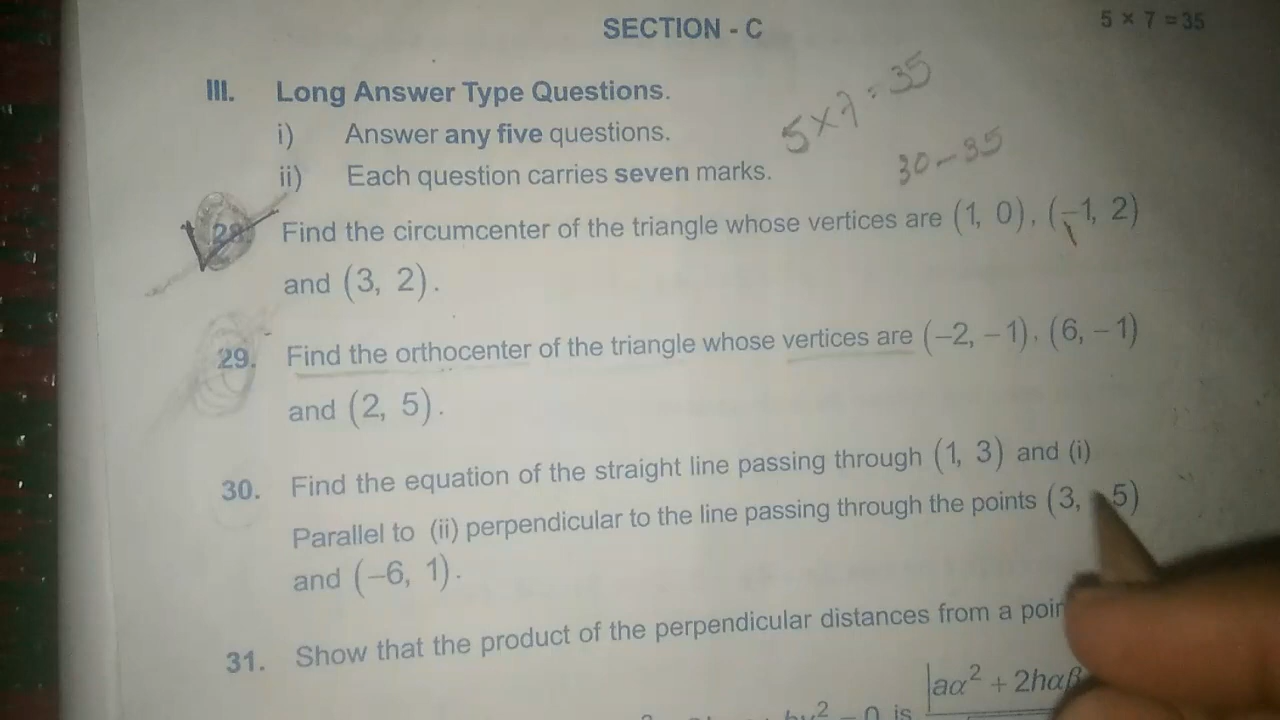 SECTION - C
5 × 7 = 35
III. Long Answer Type Questions.
5 × 7 = 35
i) Answer any five questions.
30 - 35
ii) Each question carries seven marks.
28. Find the circumcenter of the triangle whose vertices are (1, 0), (-1, 2)
and (3, 2).
29. Find the orthocenter of the triangle whose vertices are (-2, -1), (6, -1)
and (2, 5).
30. Find the equation of the straight line passing through (1, 3) and (i)
Parallel to (ii) perpendicular to the line passing through the points (3, 5)
and (-6, 1).
31. Show that the product of the perpendicular distances from a
|aα² + 2hαβ
= 0 is